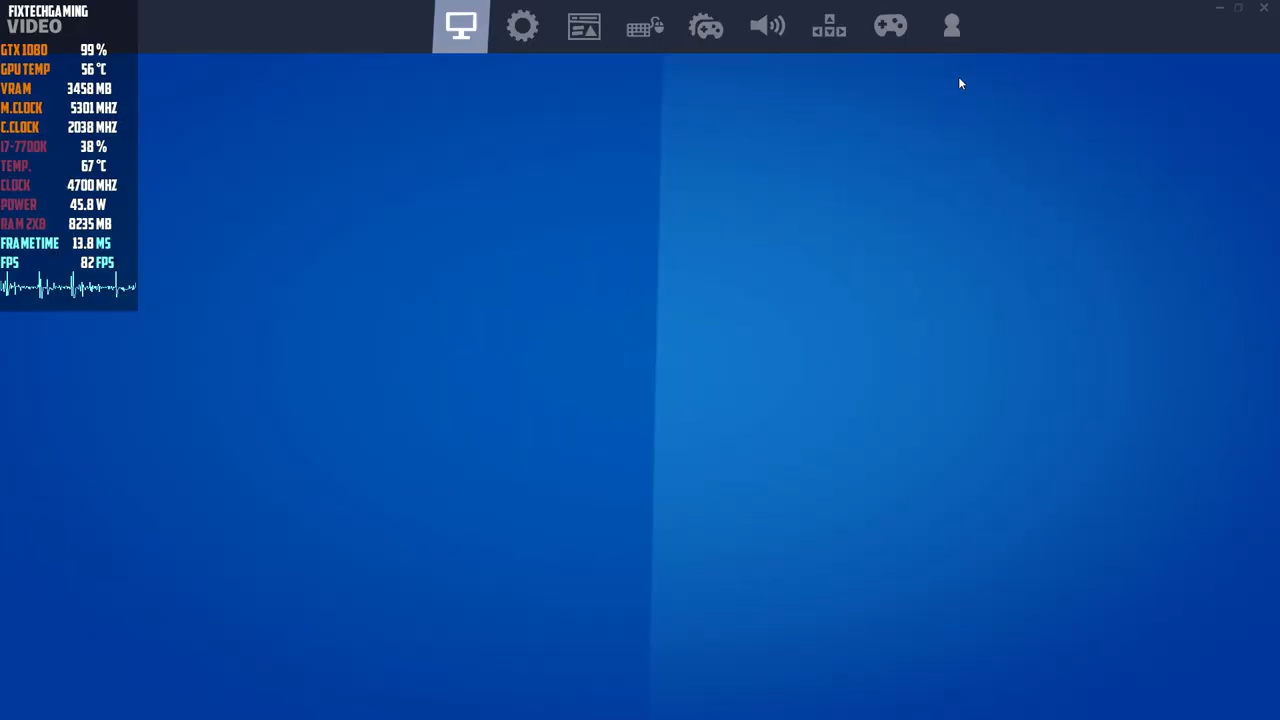 FIXTECHGAMING
VIDEO
GTX 1080 99 %
GPU TEMP 56 °C
VRAM 3458 MB
M.CLOCK 5301 MHZ
C.CLOCK 2038 MHZ
I7-7700K 38 %
TEMP. 67 °C
CLOCK 4700 MHZ
POWER 45.8 W
RAM 2X8 8235 MB
FRAMETIME 13.8 MS
FPS 82 FPS